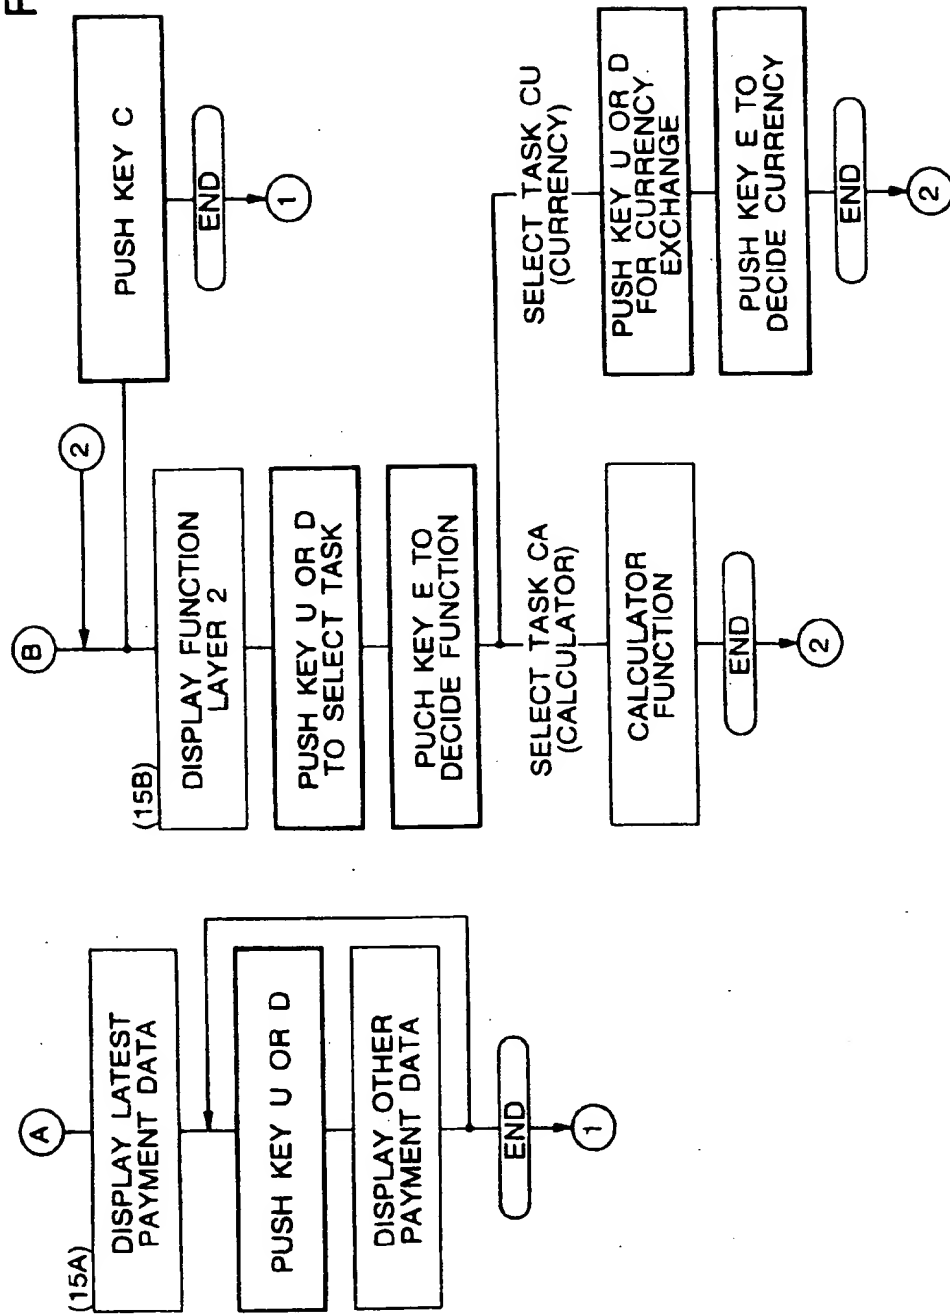 A
(15A)
DISPLAY LATEST
PAYMENT DATA
PUSH KEY U OR D
DISPLAY OTHER
PAYMENT DATA
END
1
B
2
(15B)
DISPLAY FUNCTION
LAYER 2
PUSH KEY U OR D
TO SELECT TASK
PUCH KEY E TO
DECIDE FUNCTION
SELECT TASK CA
(CALCULATOR)
CALCULATOR
FUNCTION
END
2
PUSH KEY C
END
1
SELECT TASK CU
(CURRENCY)
PUSH KEY U OR D
FOR CURRENCY
EXCHANGE
PUSH KEY E TO
DECIDE CURRENCY
END
2